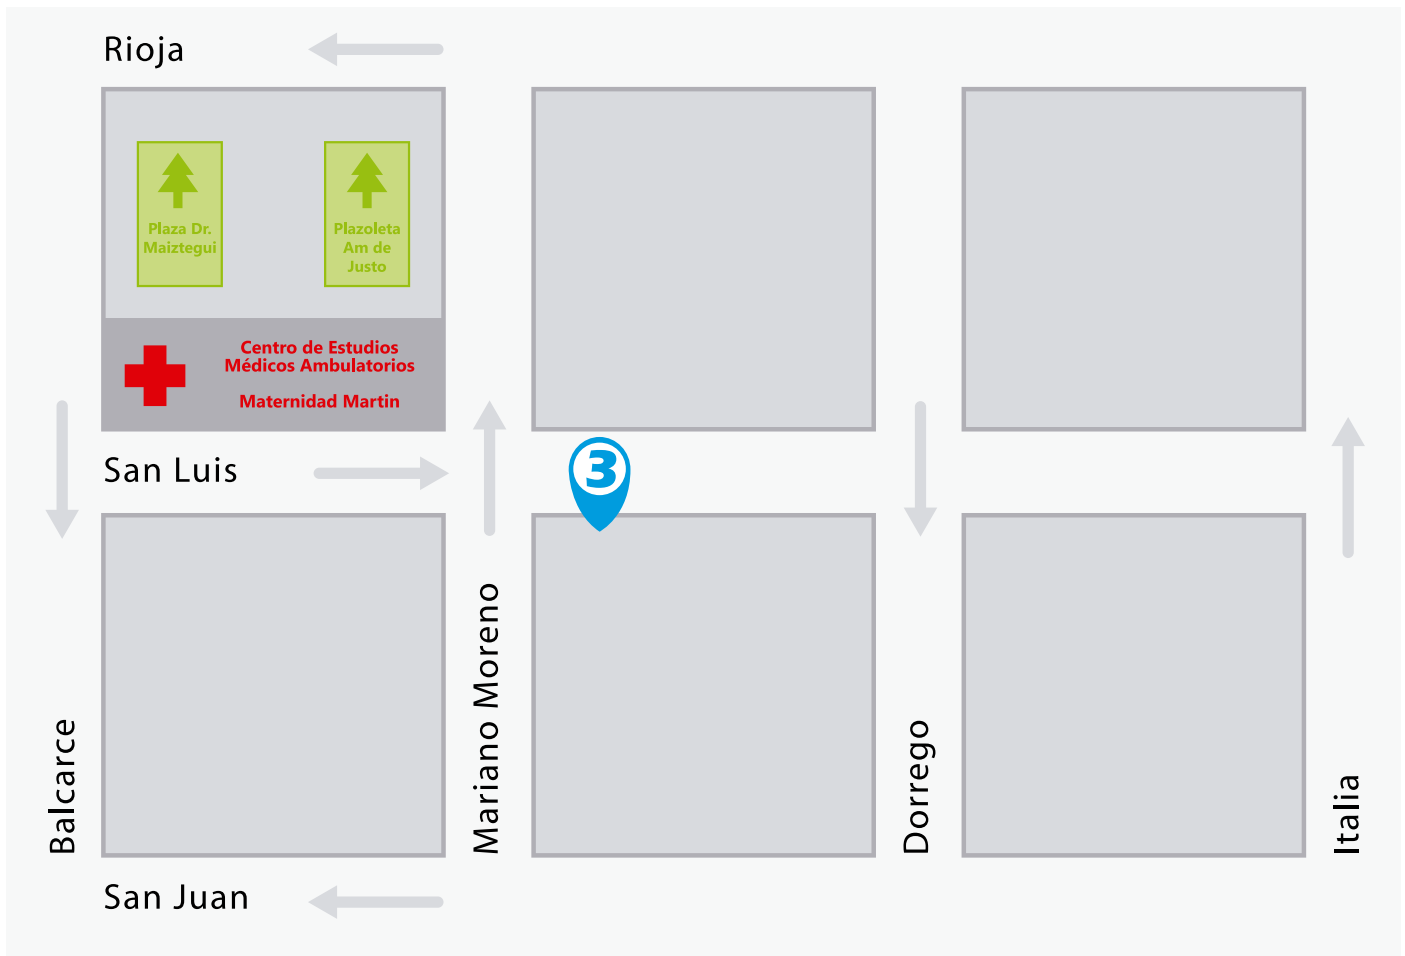 Rioja
Plaza Dr.
Maiztegui
Plazoleta
Am de
Justo
Centro de Estudios
Médicos Ambulatorios
Maternidad Martin
San Luis
3
Balcarce
Mariano Moreno
Dorrego
Italia
San Juan